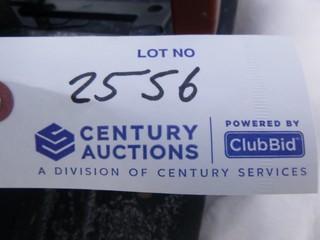 LOT NO
2556
CENTURY AUCTIONS
POWERED BY
ClubBid
A DIVISION OF CENTURY SERVICES